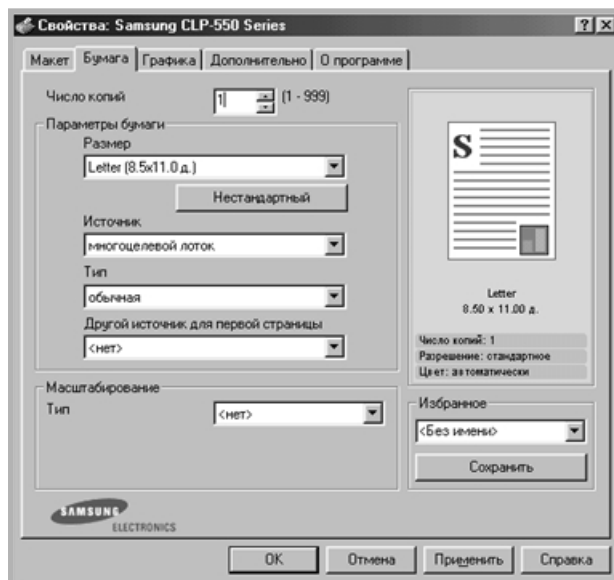 Свойства: Samsung CLP-550 Series
Макет Бумага Графика Дополнительно О программе
Число копий 1 (1 - 999)
Параметры бумаги
Размер
Letter (8.5x11.0 д.)
Нестандартный
Источник
многоцелевой лоток
Тип
обычная
Другой источник для первой страницы
<нет>
Масштабирование
Тип <нет>
S
Letter
8.50 x 11.00 д.
Число копий: 1
Разрешение: стандартное
Цвет: автоматически
Избранное
<Без имени>
Сохранить
SAMSUNG
ELECTRONICS
OK Отмена Применить Справка